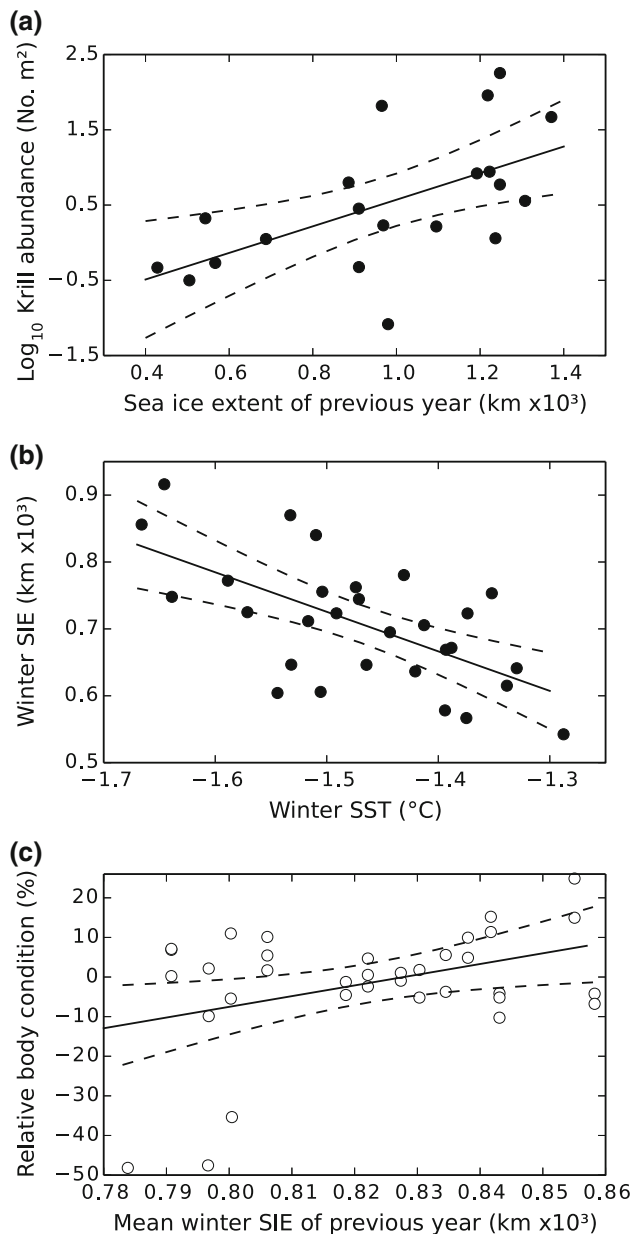 (a)
Log₁₀ Krill abundance (No. m²)
2.5
1.5
0.5
−0.5
−1.5
0.4 0.6 0.8 1.0 1.2 1.4
Sea ice extent of previous year (km x10³)
(b)
Winter SIE (km x10³)
0.9
0.8
0.7
0.6
0.5
−1.7 −1.6 −1.5 −1.4 −1.3
Winter SST (°C)
(c)
Relative body condition (%)
20
10
0
−10
−20
−30
−40
−50
0.78 0.79 0.80 0.81 0.82 0.83 0.84 0.85 0.86
Mean winter SIE of previous year (km x10³)